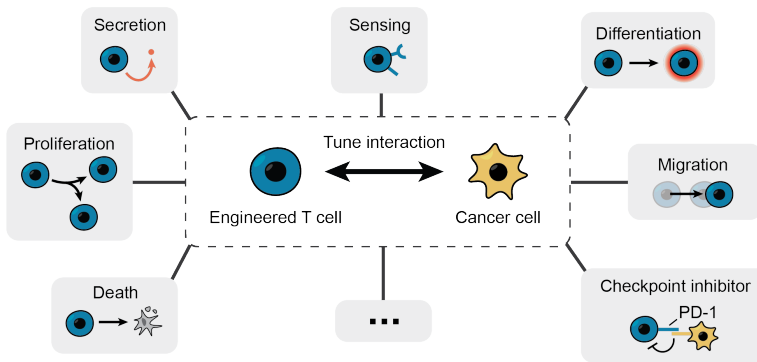 Secretion
Sensing
Differentiation
Proliferation
Tune interaction
Migration
Engineered T cell
Cancer cell
Death
...
Checkpoint inhibitor
PD-1